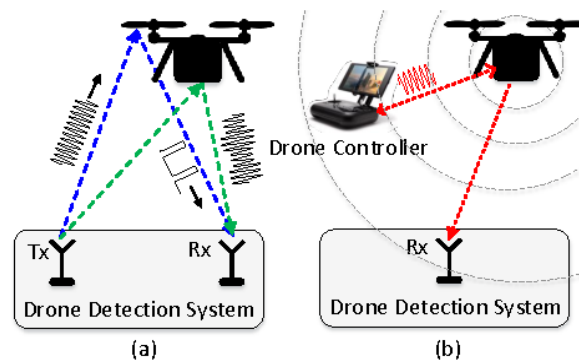 Drone Controller
Tx
Rx
Drone Detection System
(a)
Rx
Drone Detection System
(b)